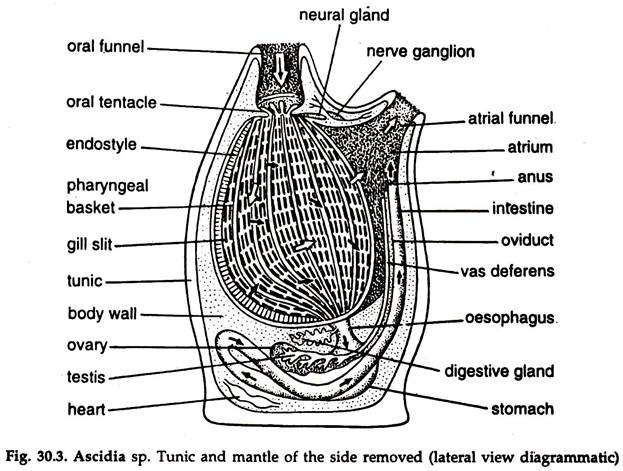 neural gland
oral funnel
nerve ganglion
oral tentacle
atrial funnel
endostyle
atrium
anus
pharyngeal
basket
intestine
gill slit
oviduct
tunic
vas deferens
body wall
oesophagus
ovary
digestive gland
testis
heart
stomach
Fig. 30.3. Ascidia sp. Tunic and mantle of the side removed (lateral view diagrammatic)